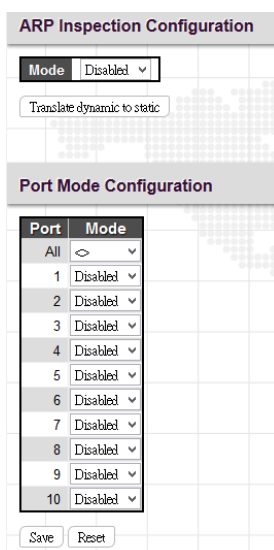 ARP Inspection Configuration
Mode Disabled
Translate dynamic to static
Port Mode Configuration
Port Mode
All <>
1 Disabled
2 Disabled
3 Disabled
4 Disabled
5 Disabled
6 Disabled
7 Disabled
8 Disabled
9 Disabled
10 Disabled
Save Reset